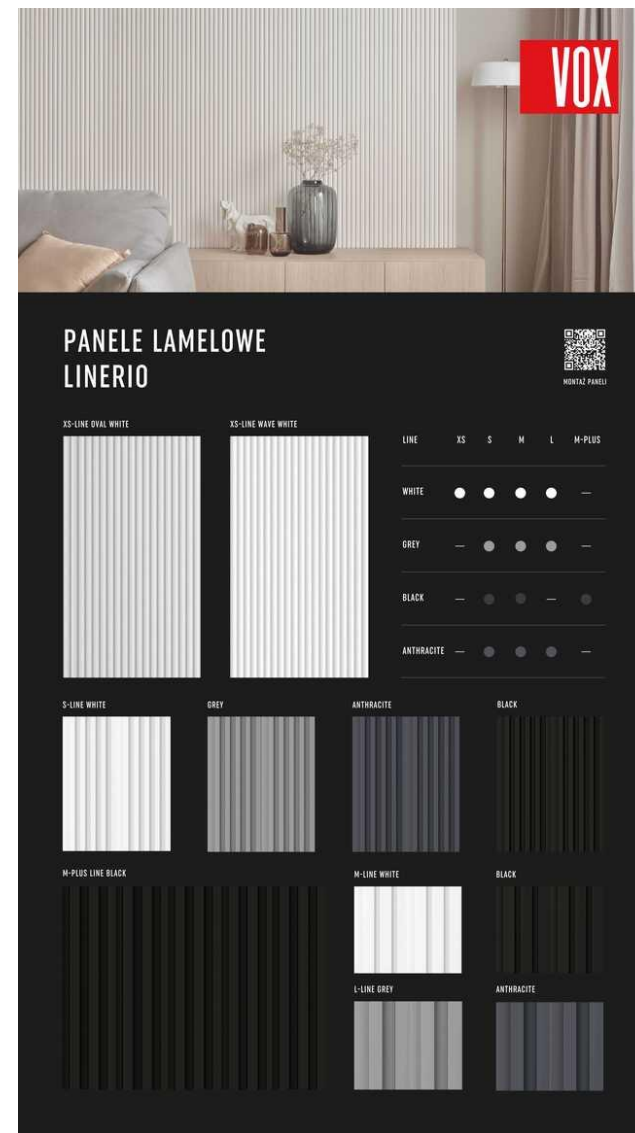 VOX
PANELE LAMELOWE
LINERIO
MONTAŻ PANELI
XS-LINE OVAL WHITE
XS-LINE WAVE WHITE
LINE XS S M L M-PLUS
WHITE —
GREY — —
BLACK — —
ANTHRACITE — —
S-LINE WHITE
GREY
ANTHRACITE
BLACK
M-PLUS LINE BLACK
M-LINE WHITE
BLACK
L-LINE GREY
ANTHRACITE